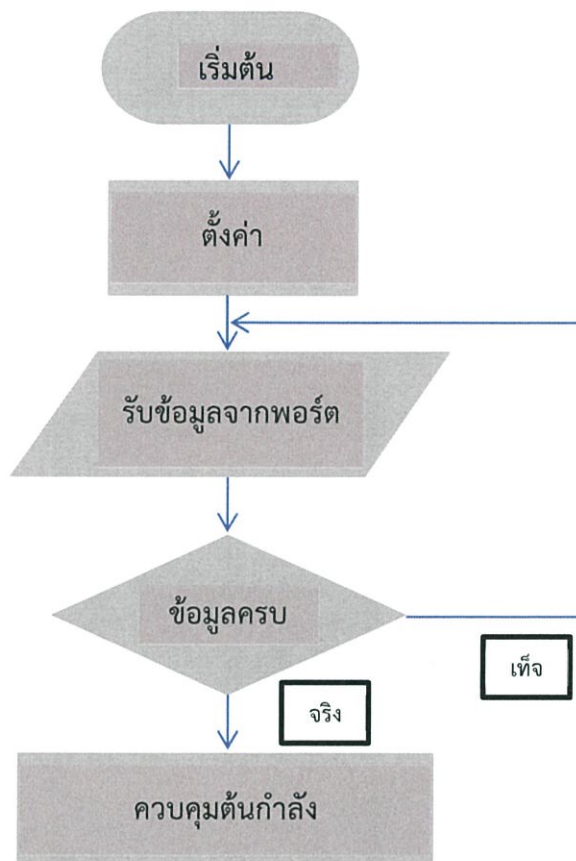 เริ่มต้น
ตั้งค่า
รับข้อมูลจากพอร์ต
ข้อมูลครบ
เท็จ
จริง
ควบคุมต้นกำลัง